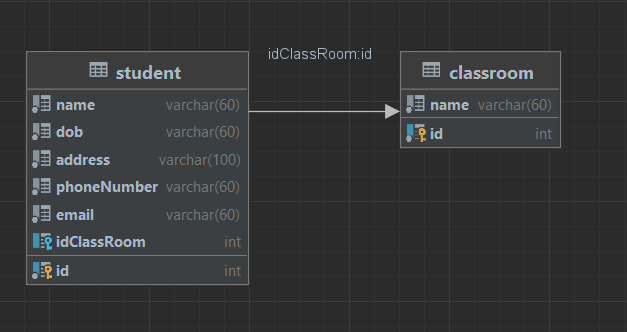 idClassRoom:id
student
name varchar(60)
dob varchar(60)
address varchar(100)
phoneNumber varchar(60)
email varchar(60)
idClassRoom int
id int
classroom
name varchar(60)
id int